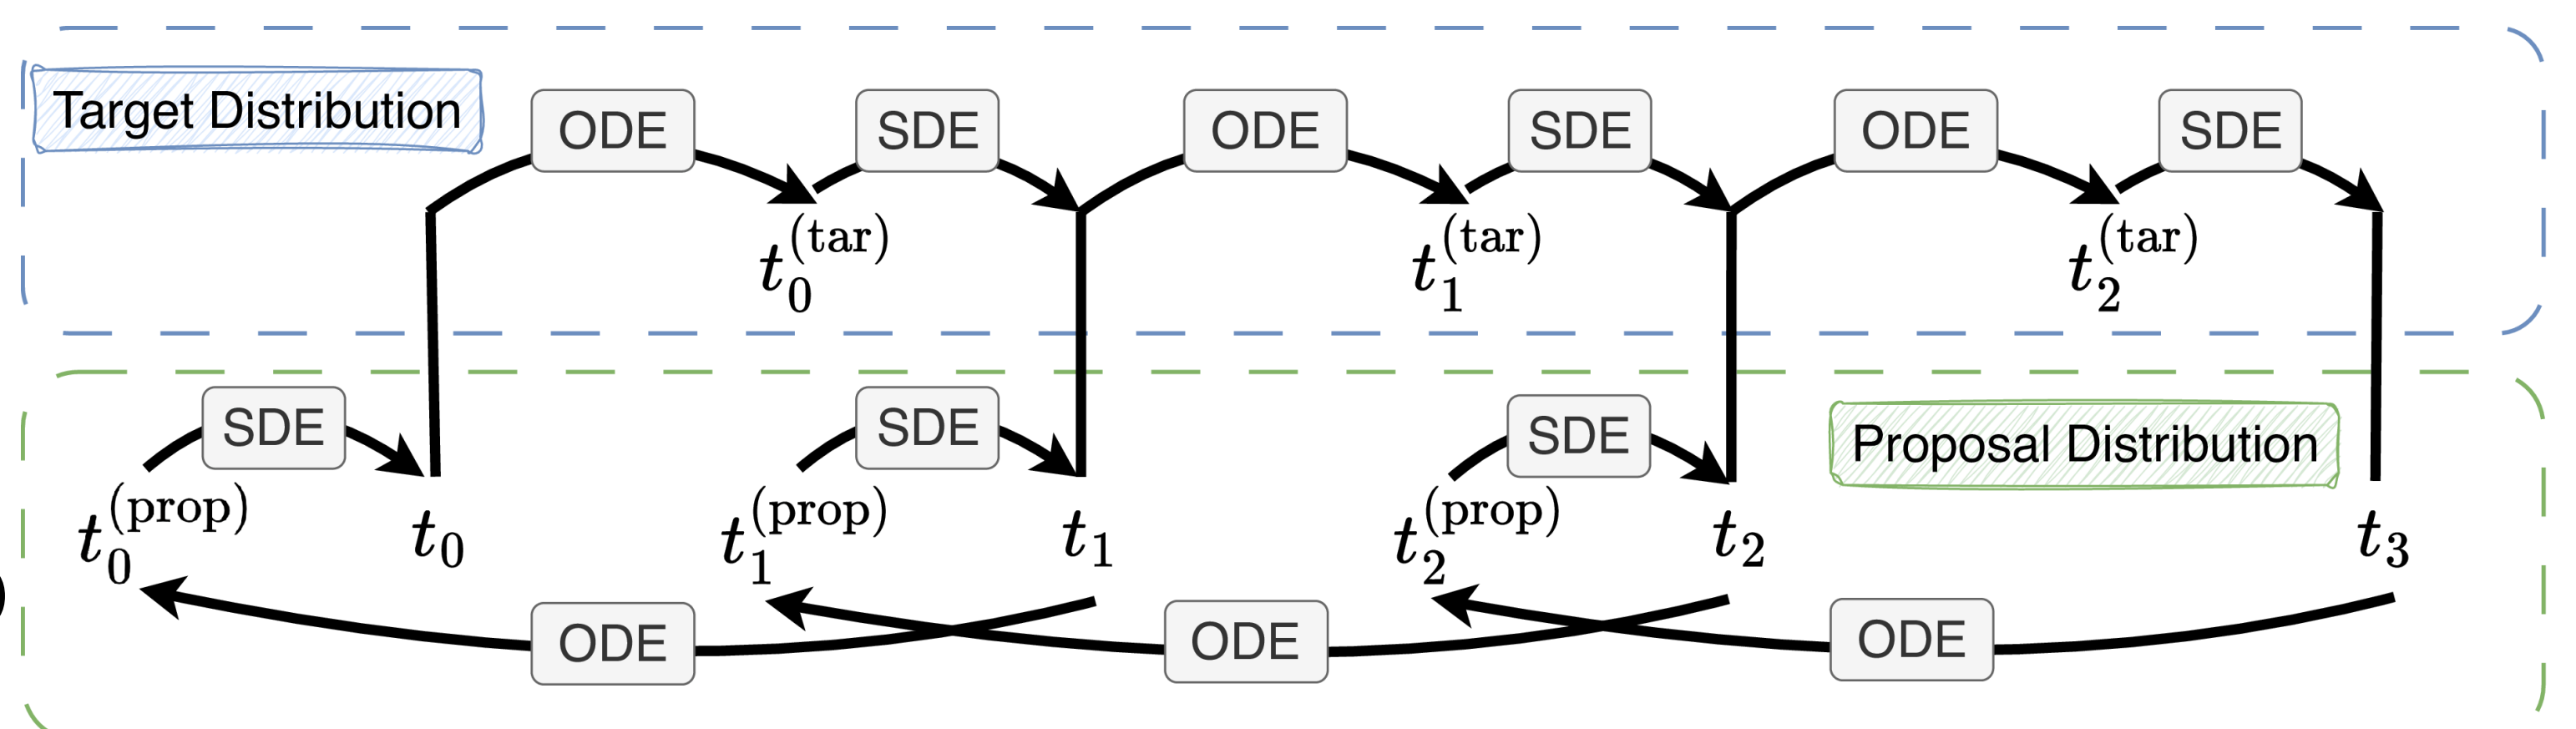 Target Distribution
ODE SDE ODE SDE ODE SDE
t_0^{(tar)} t_1^{(tar)} t_2^{(tar)}
SDE SDE SDE Proposal Distribution
t_0^{(prop)} t_0 t_1^{(prop)} t_1 t_2^{(prop)} t_2 t_3
ODE ODE ODE